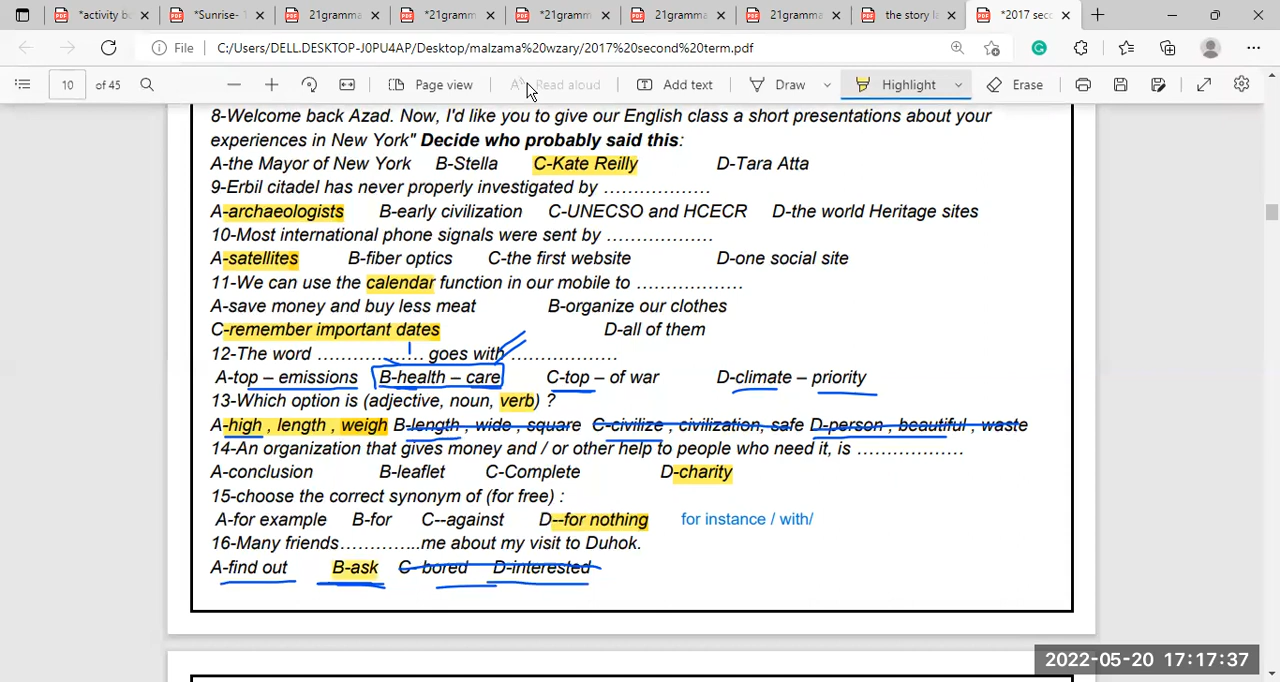 *activity b
*Sunrise- 1
21gramma
*21gramm
*21gramm
21gramma
21gramma
the story l
*2017 sec
File C:/Users/DELL.DESKTOP-J0PU4AP/Desktop/malzama%20wzary/2017%20second%20term.pdf
10 of 45 Page view Read aloud Add text Draw Highlight Erase
8-Welcome back Azad. Now, I'd like you to give our English class a short presentations about your
experiences in New York" Decide who probably said this:
A-the Mayor of New York B-Stella C-Kate Reilly D-Tara Atta
9-Erbil citadel has never properly investigated by ………………
A-archaeologists B-early civilization C-UNECSO and HCECR D-the world Heritage sites
10-Most international phone signals were sent by ………………
A-satellites B-fiber optics C-the first website D-one social site
11-We can use the calendar function in our mobile to ………………
A-save money and buy less meat B-organize our clothes
C-remember important dates D-all of them
12-The word ………………… goes with ………………
A-top – emissions B-health – care C-top – of war D-climate – priority
13-Which option is (adjective, noun, verb) ?
A-high , length , weigh B-length , wide , square C-civilize , civilization, safe D-person , beautiful , waste
14-An organization that gives money and / or other help to people who need it, is ………………
A-conclusion B-leaflet C-Complete D-charity
15-choose the correct synonym of (for free) :
A-for example B-for C--against D--for nothing for instance / with/
16-Many friends…………..me about my visit to Duhok.
A-find out B-ask C- bored D-interested
2022-05-20 17:17:37